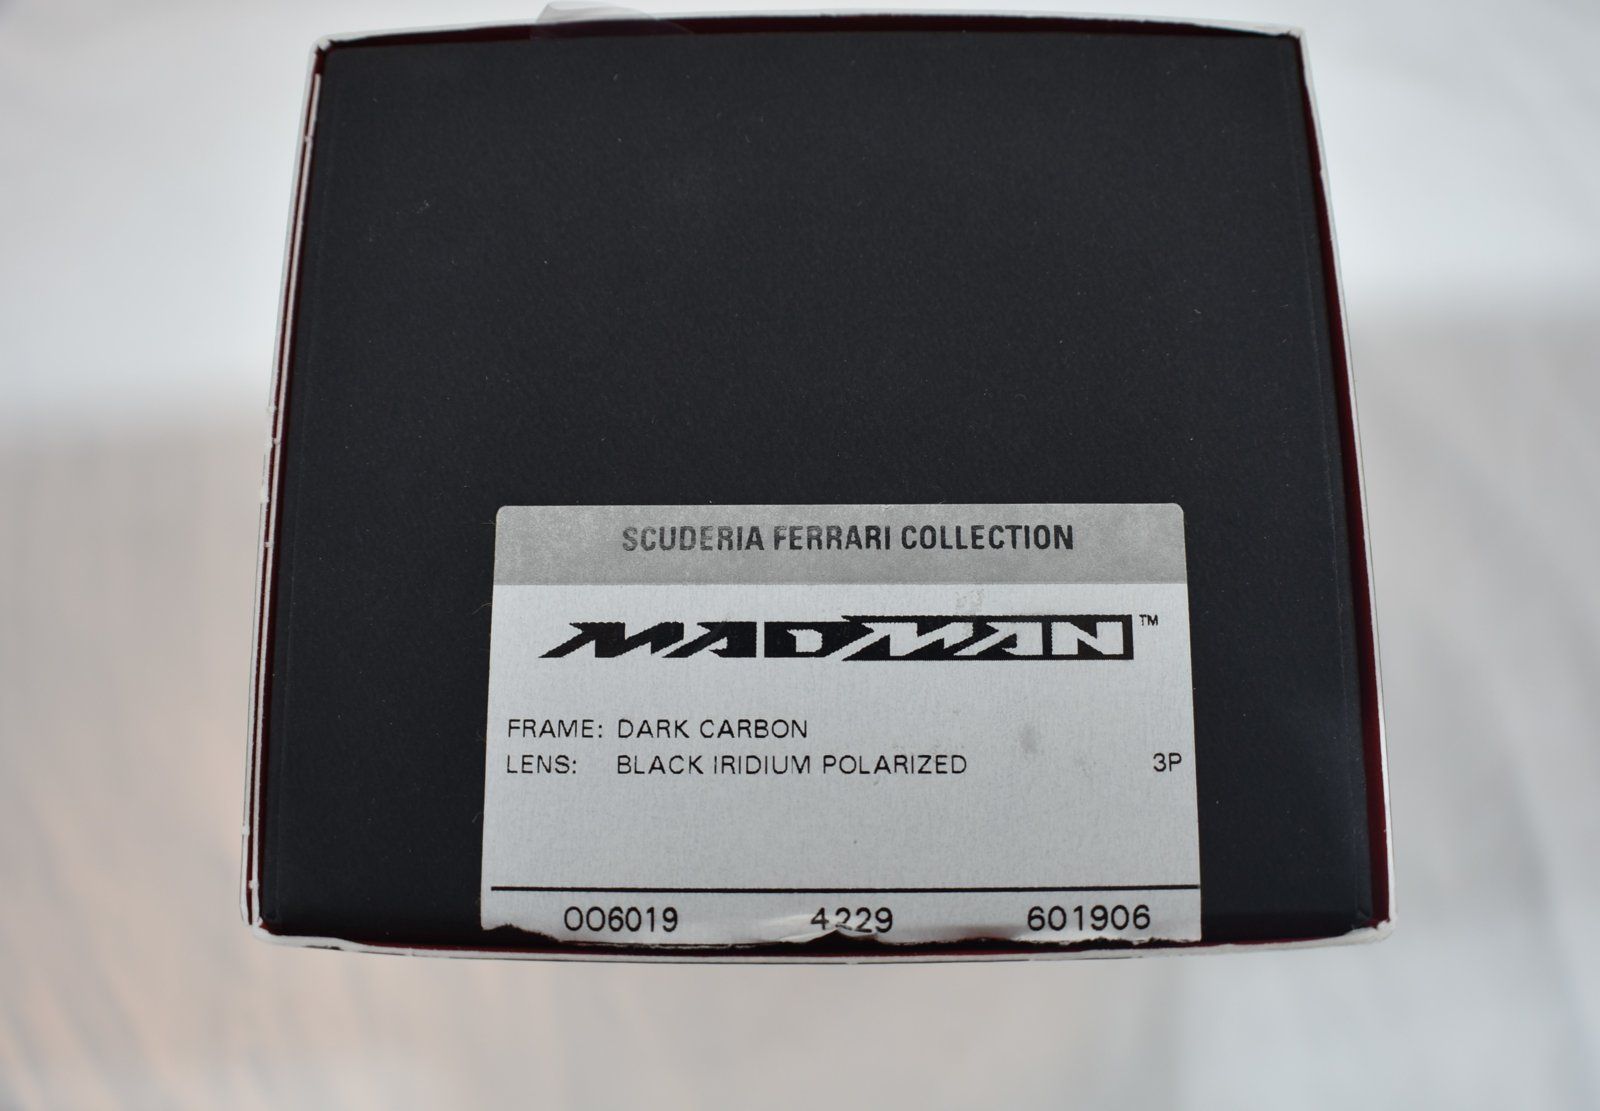 SCUDERIA FERRARI COLLECTION
MADMAN™
FRAME: DARK CARBON
LENS: BLACK IRIDIUM POLARIZED 3P
006019 4229 601906